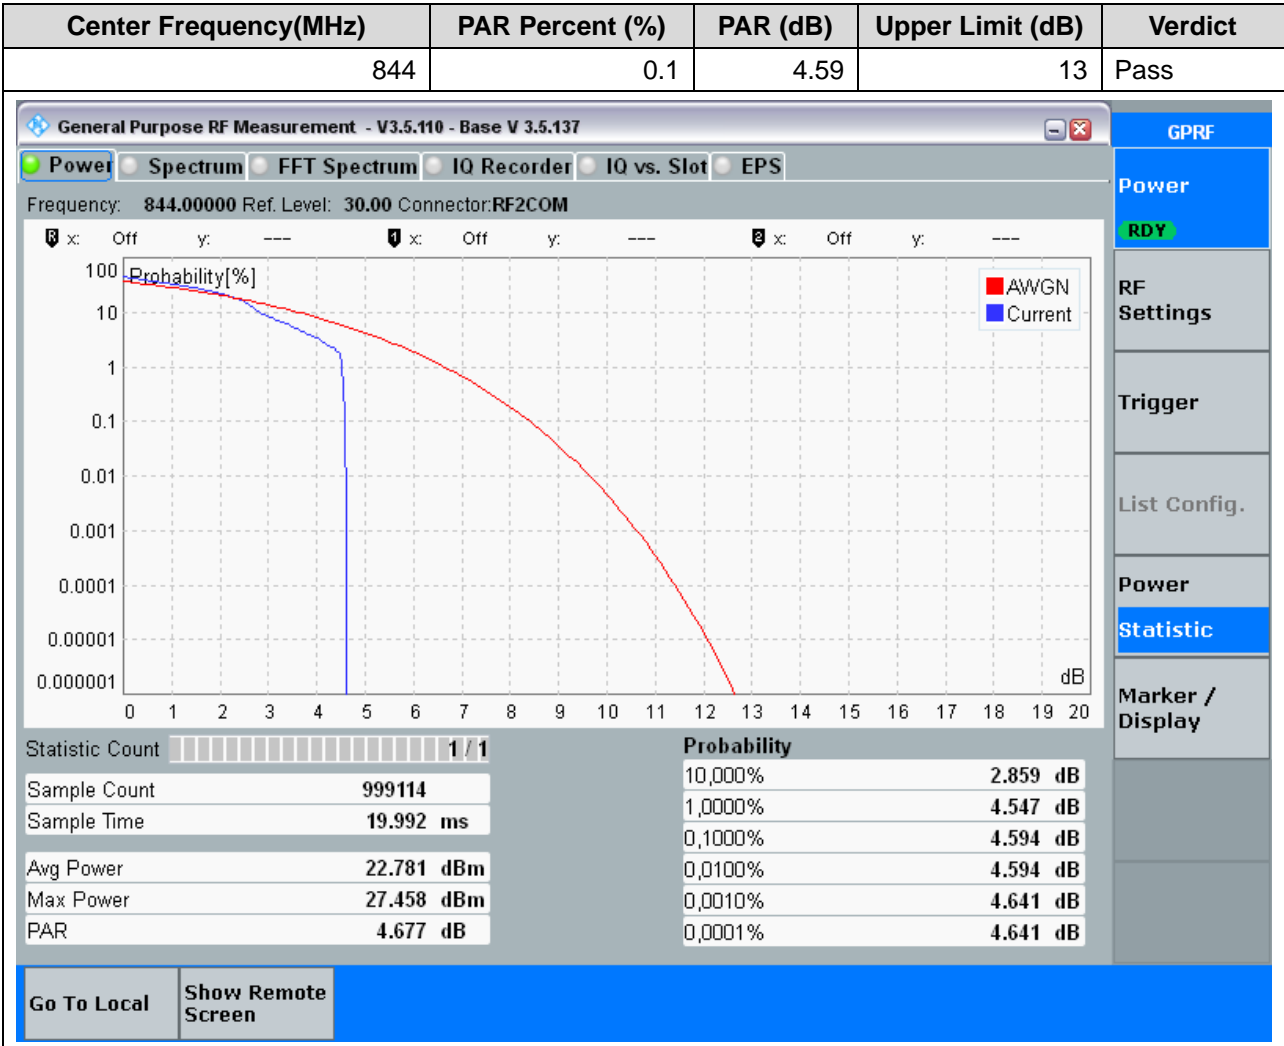 Center Frequency(MHz) PAR Percent (%) PAR (dB) Upper Limit (dB) Verdict
844 0.1 4.59 13 Pass
General Purpose RF Measurement - V3.5.110 - Base V 3.5.137
GPRF
Power Spectrum FFT Spectrum IQ Recorder IQ vs. Slot EPS
Frequency: 844.00000 Ref. Level: 30.00 Connector:RF2COM
R x: Off y: --- 1 x: Off y: --- 2 x: Off y: ---
Probability[%]
100
10
1
0.1
0.01
0.001
0.0001
0.00001
0.000001
AWGN
Current
dB
0 1 2 3 4 5 6 7 8 9 10 11 12 13 14 15 16 17 18 19 20
Statistic Count 1 / 1
Sample Count 999114
Sample Time 19.992 ms
Avg Power 22.781 dBm
Max Power 27.458 dBm
PAR 4.677 dB
Probability
10,000% 2.859 dB
1,0000% 4.547 dB
0,1000% 4.594 dB
0,0100% 4.594 dB
0,0010% 4.641 dB
0,0001% 4.641 dB
Power
RDY
RF
Settings
Trigger
List Config.
Power
Statistic
Marker /
Display
Go To Local
Show Remote
Screen